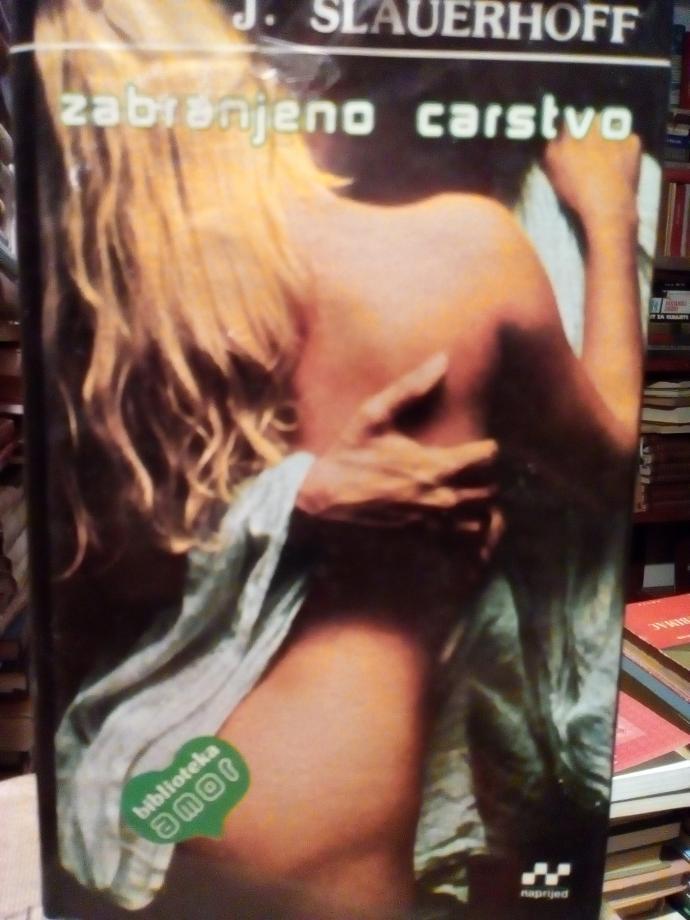 J. SLAUERHOFF
zabranjeno carstvo
biblioteka
amor
naprijed